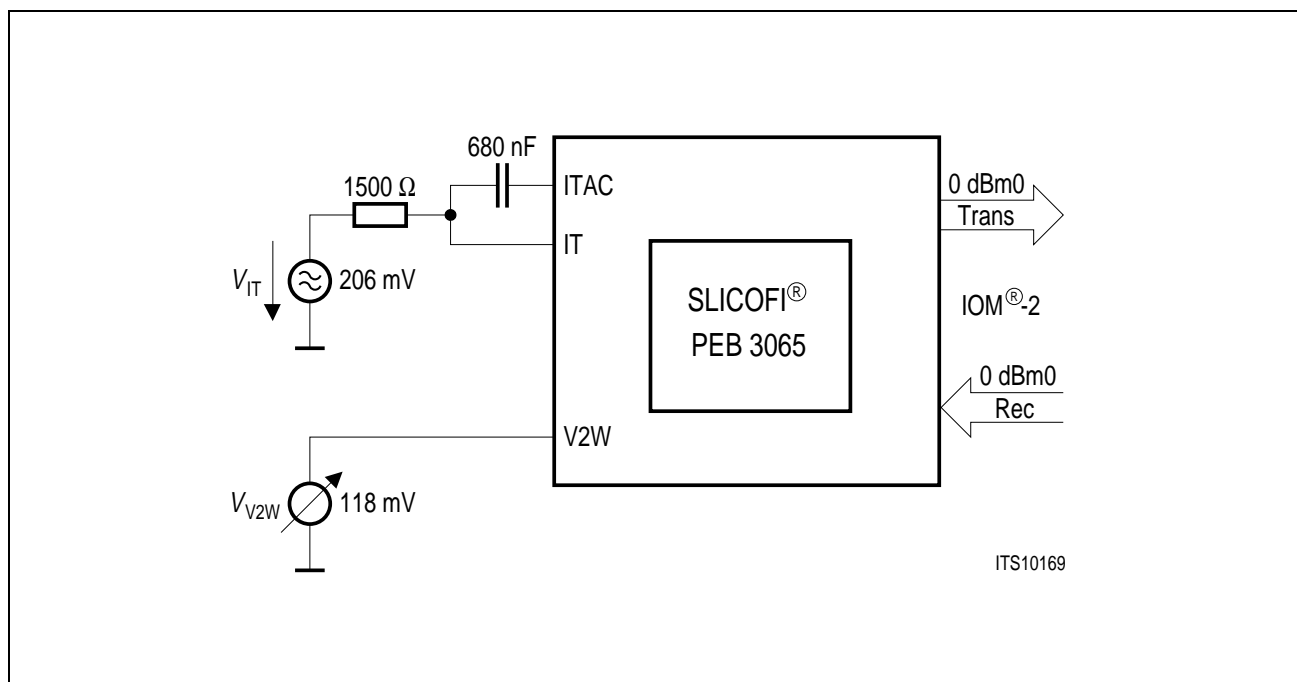 680 nF
1500 Ω
ITAC
0 dBm0
Trans
IT
V_IT
206 mV
SLICOFI®
PEB 3065
IOM®-2
0 dBm0
Rec
V2W
V_V2W
118 mV
ITS10169